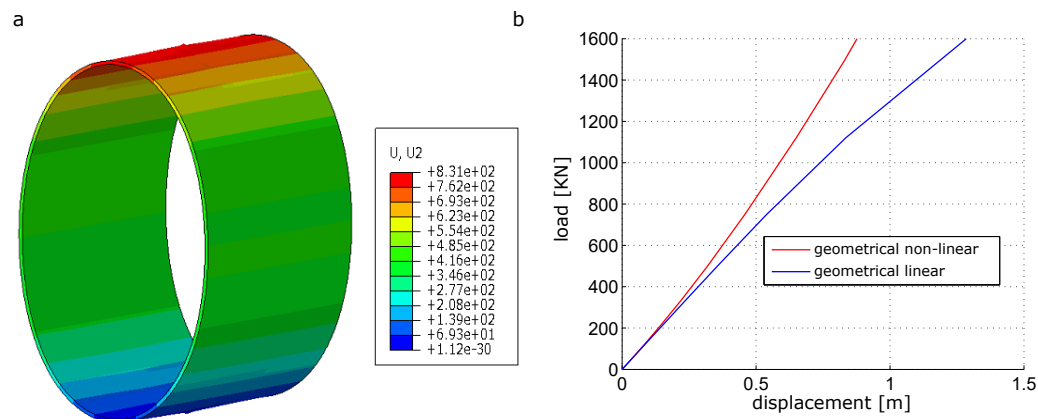 a
U, U2
+8.31e+02
+7.62e+02
+6.93e+02
+6.23e+02
+5.54e+02
+4.85e+02
+4.16e+02
+3.46e+02
+2.77e+02
+2.08e+02
+1.39e+02
+6.93e+01
+1.12e-30
b
load [KN]
1600
1400
1200
1000
800
600
400
200
0
geometrical non-linear
geometrical linear
0
0.5
1
1.5
displacement [m]